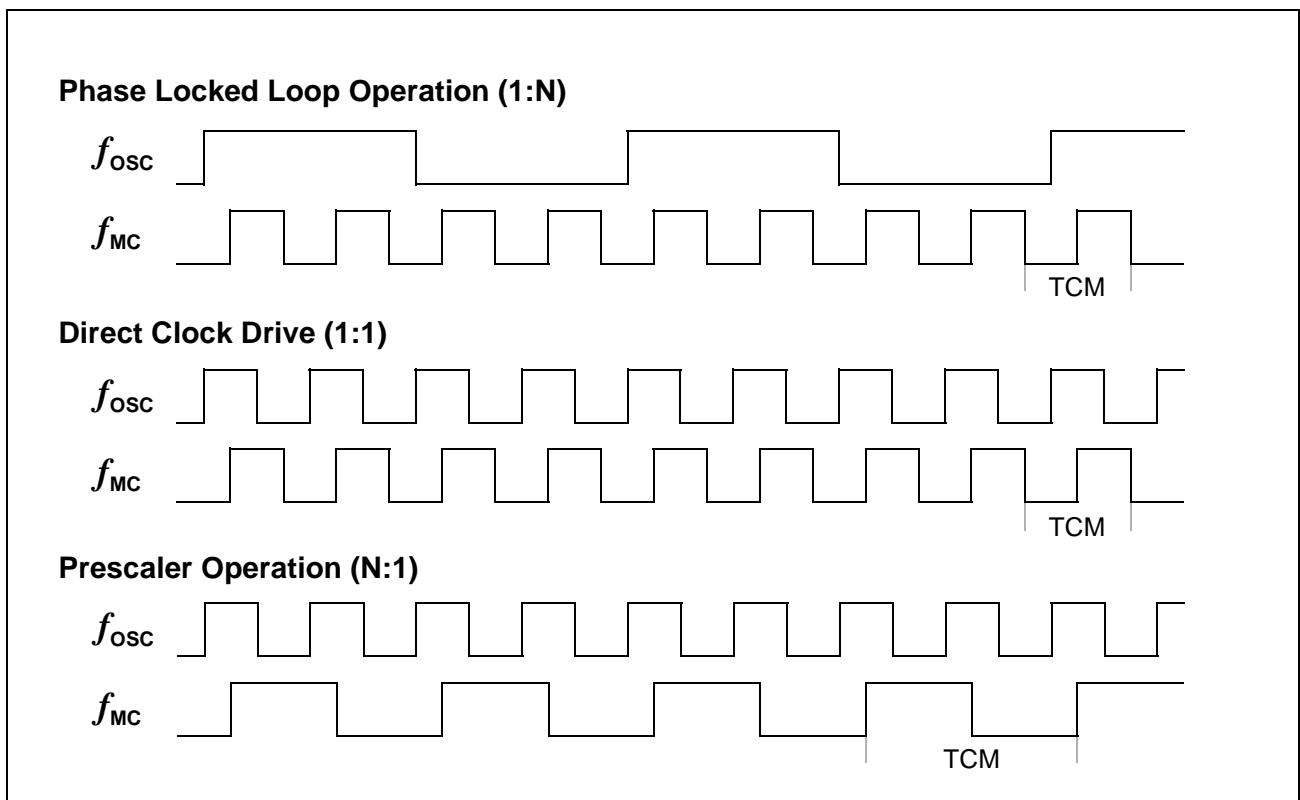 Phase Locked Loop Operation (1:N)
fOSC
fMC
TCM
Direct Clock Drive (1:1)
fOSC
fMC
TCM
Prescaler Operation (N:1)
fOSC
fMC
TCM